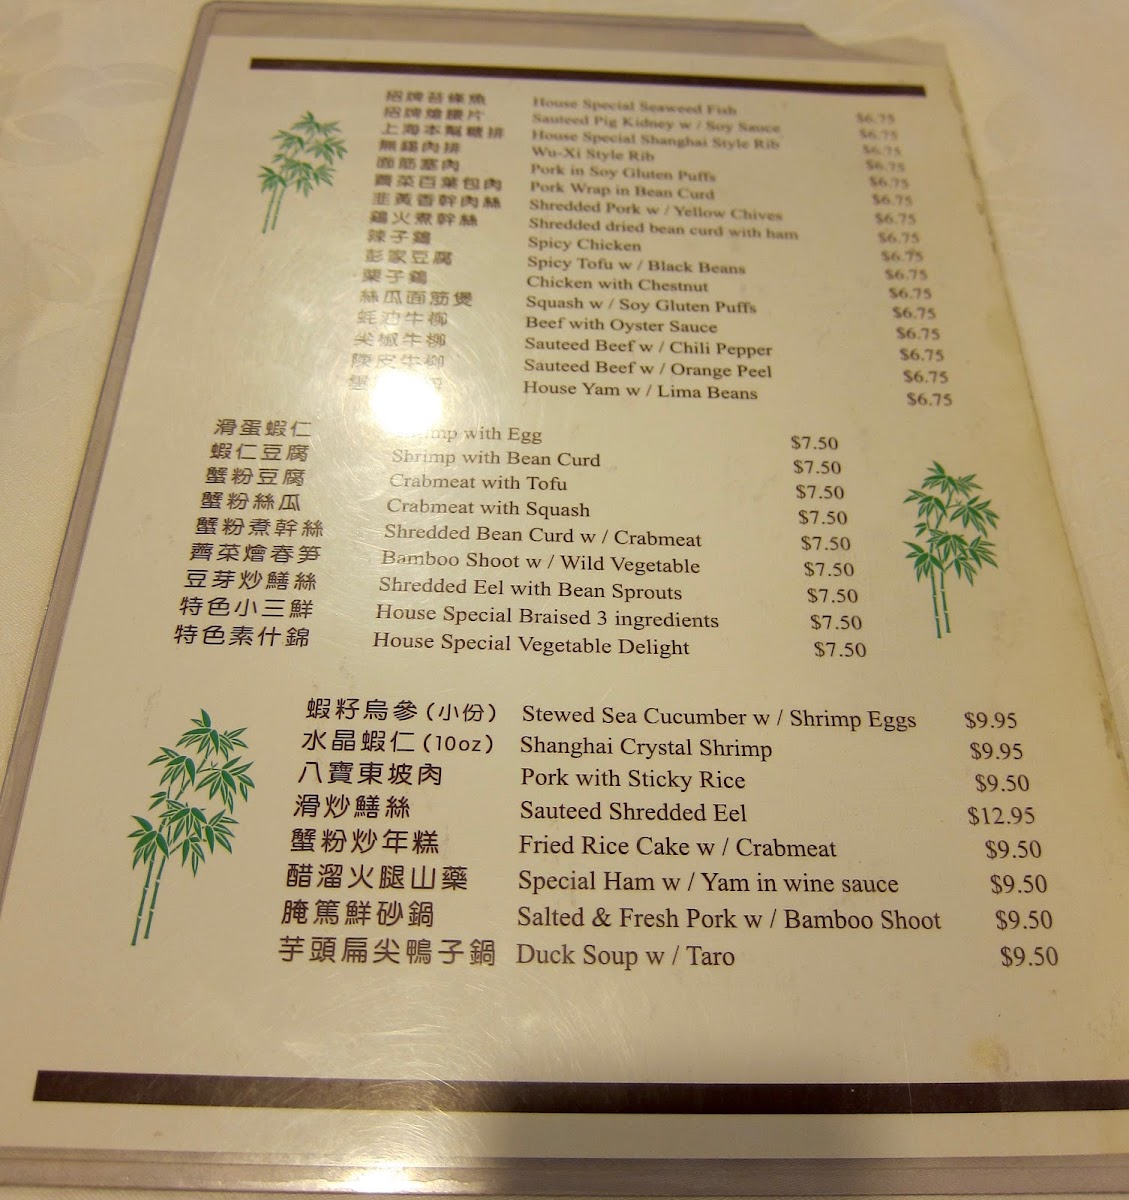 招牌苔條魚 House Special Seaweed Fish $6.75
招牌熗腰片 Sauteed Pig Kidney w / Soy Sauce $6.75
上海本幫糖排 House Special Shanghai Style Rib $6.75
無錫肉排 Wu-Xi Style Rib $6.75
面筋塞肉 Pork in Soy Gluten Puffs $6.75
薺菜百葉包肉 Pork Wrap in Bean Curd $6.75
韭黃香幹肉絲 Shredded Pork w / Yellow Chives $6.75
鷄火煮幹絲 Shredded dried bean curd with ham $6.75
辣子鷄 Spicy Chicken $6.75
彭家豆腐 Spicy Tofu w / Black Beans $6.75
栗子鷄 Chicken with Chestnut $6.75
絲瓜面筋煲 Squash w / Soy Gluten Puffs $6.75
蚝油牛柳 Beef with Oyster Sauce $6.75
尖椒牛柳 Sauteed Beef w / Chili Pepper $6.75
陳皮牛柳 Sauteed Beef w / Orange Peel $6.75
House Yam w / Lima Beans $6.75
滑蛋蝦仁 Shrimp with Egg $7.50
蝦仁豆腐 Shrimp with Bean Curd $7.50
蟹粉豆腐 Crabmeat with Tofu $7.50
蟹粉絲瓜 Crabmeat with Squash $7.50
蟹粉煮幹絲 Shredded Bean Curd w / Crabmeat $7.50
薺菜燴春笋 Bamboo Shoot w / Wild Vegetable $7.50
豆芽炒鱔絲 Shredded Eel with Bean Sprouts $7.50
特色小三鮮 House Special Braised 3 ingredients $7.50
特色素什錦 House Special Vegetable Delight $7.50
蝦籽烏參 (小份) Stewed Sea Cucumber w / Shrimp Eggs $9.95
水晶蝦仁 (10oz) Shanghai Crystal Shrimp $9.95
八寶東坡肉 Pork with Sticky Rice $9.50
滑炒鱔絲 Sauteed Shredded Eel $12.95
蟹粉炒年糕 Fried Rice Cake w / Crabmeat $9.50
醋溜火腿山藥 Special Ham w / Yam in wine sauce $9.50
腌篤鮮砂鍋 Salted & Fresh Pork w / Bamboo Shoot $9.50
芋頭扁尖鴨子鍋 Duck Soup w / Taro $9.50